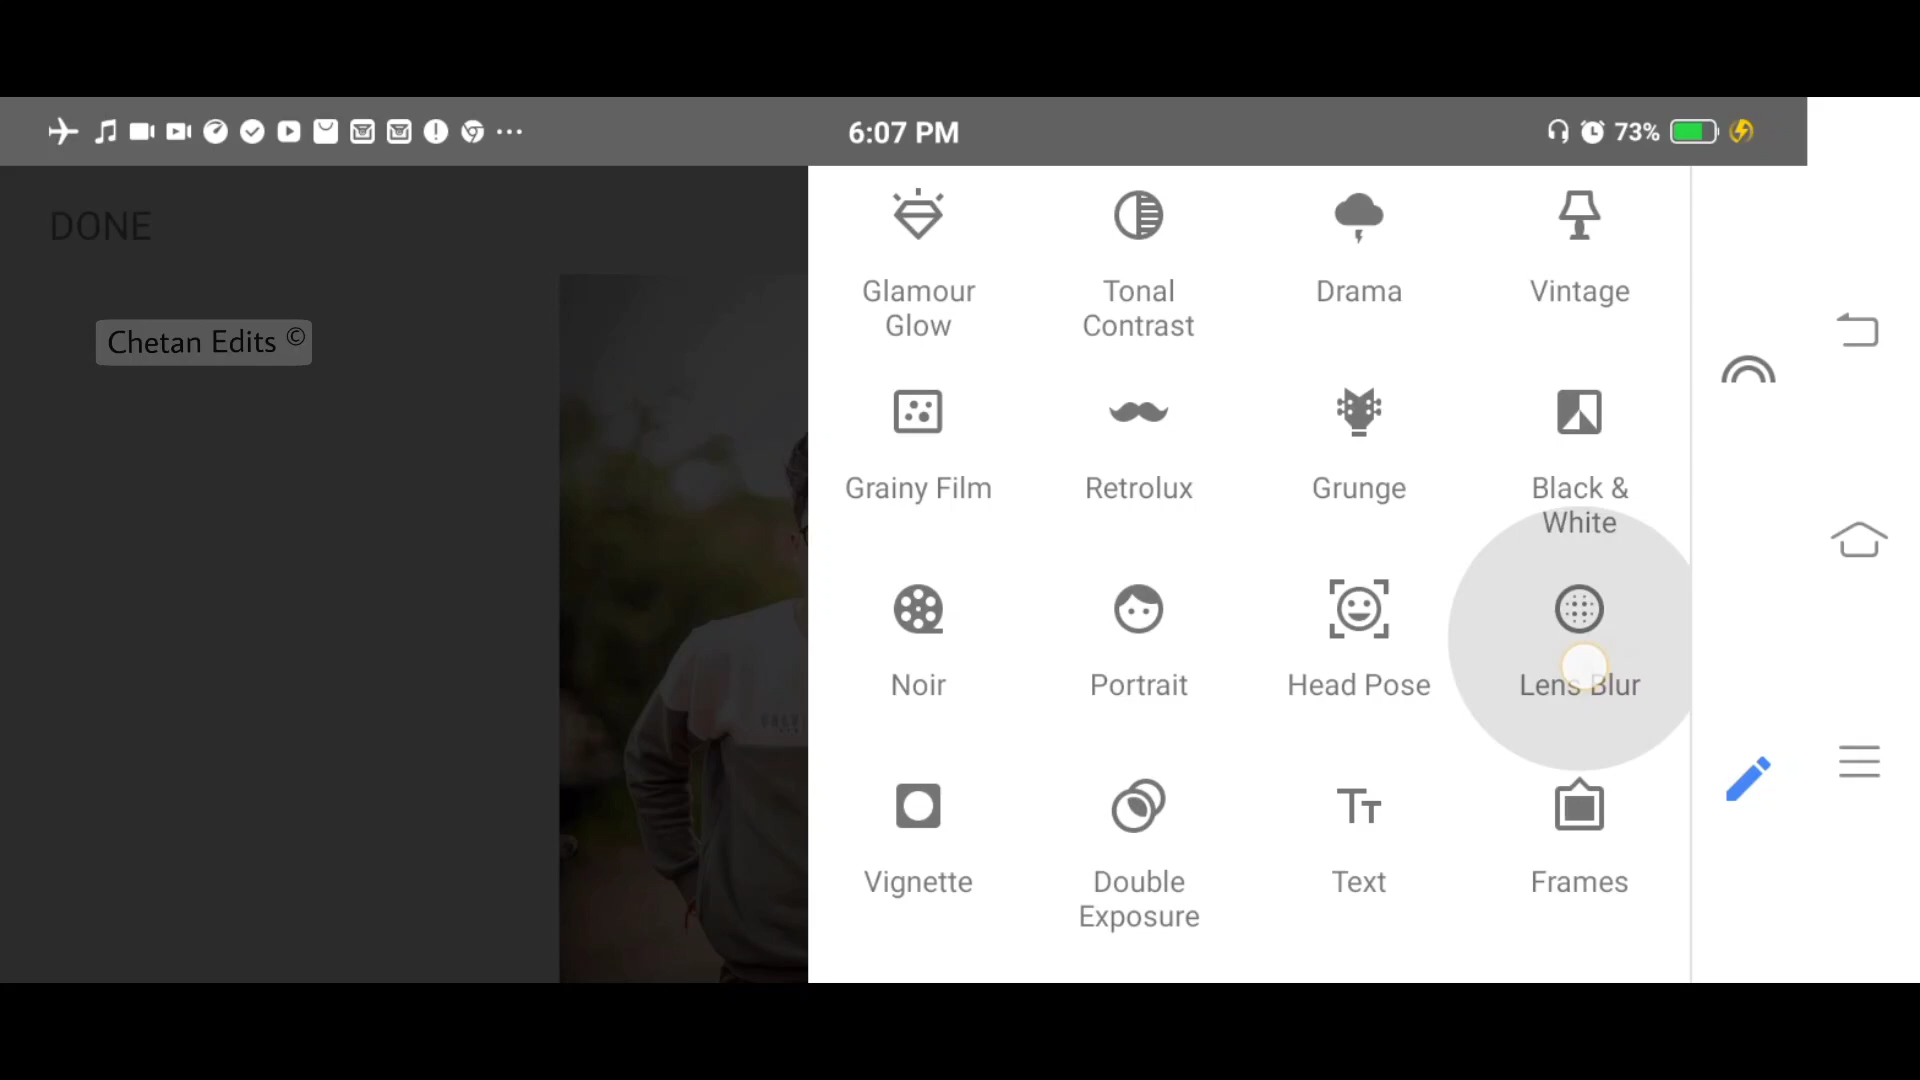 6:07 PM
73%
DONE
Chetan Edits ©
Glamour
Glow
Tonal
Contrast
Drama
Vintage
Grainy Film
Retrolux
Grunge
Black &
White
Noir
Portrait
Head Pose
Lens Blur
Vignette
Double
Exposure
Text
Frames